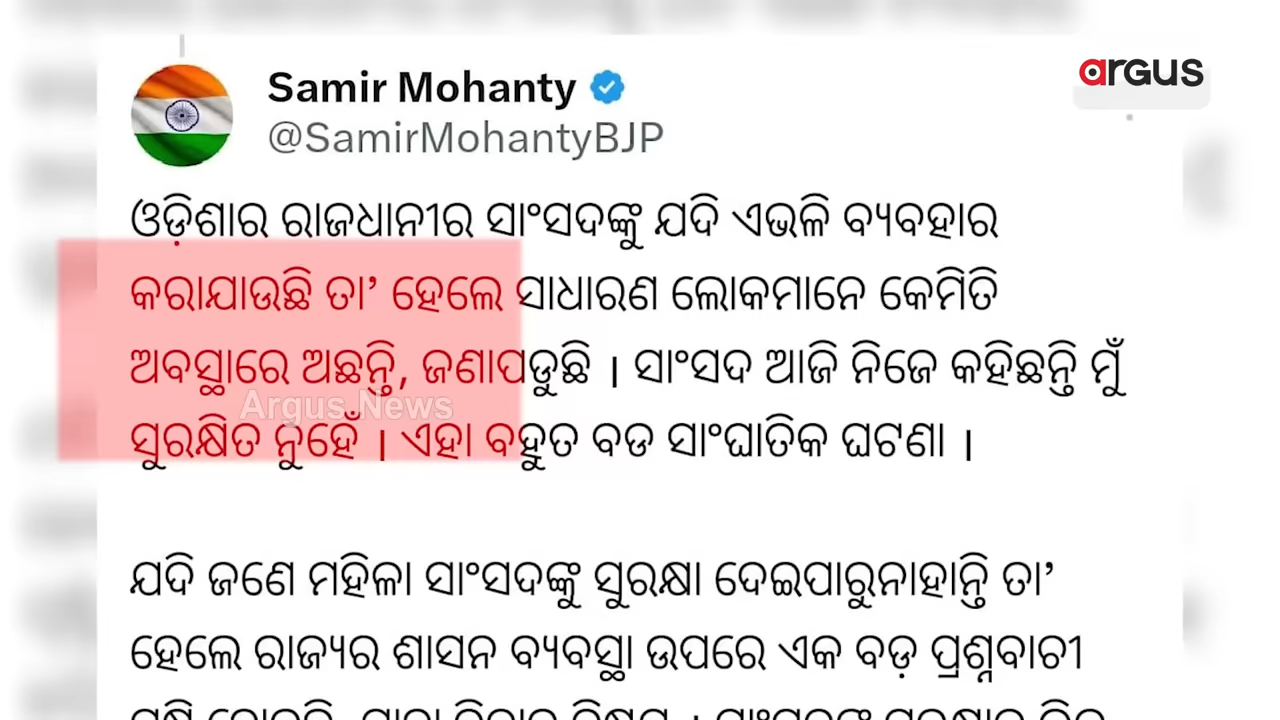 Samir Mohanty
@SamirMohantyBJP
argus
ଓଡ଼ିଶାର ରାଜଧାନୀର ସାଂସଦଙ୍କୁ ଯଦି ଏଭଳି ବ୍ୟବହାର
କରାଯାଉଛି ତା’ ହେଲେ ସାଧାରଣ ଲୋକମାନେ କେମିତି
ଅବସ୍ଥାରେ ଅଛନ୍ତି, ଜଣାପଡୁଛି । ସାଂସଦ ଆଜି ନିଜେ କହିଛନ୍ତି ମୁଁ
Argus News
ସୁରକ୍ଷିତ ନୁହେଁ । ଏହା ବହୁତ ବଡ ସାଂଘାତିକ ଘଟଣା ।
ଯଦି ଜଣେ ମହିଳା ସାଂସଦଙ୍କୁ ସୁରକ୍ଷା ଦେଇପାରୁନାହାନ୍ତି ତା’
ହେଲେ ରାଜ୍ୟର ଶାସନ ବ୍ୟବସ୍ଥା ଉପରେ ଏକ ବଡ଼ ପ୍ରଶ୍ନବାଚୀ